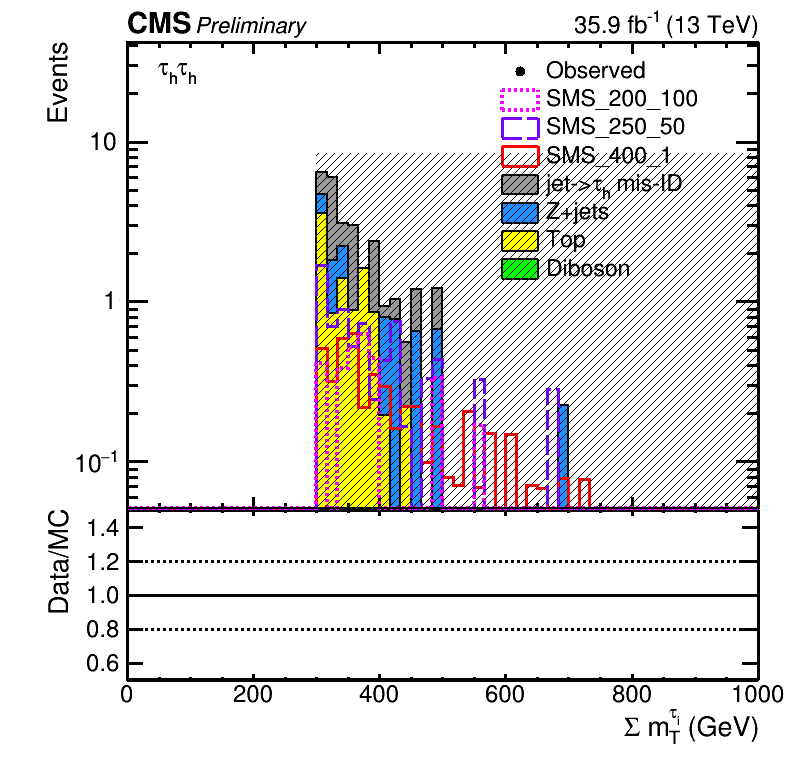 CMS Preliminary 35.9 fb⁻¹ (13 TeV)
Events
τhτh
Observed
SMS_200_100
SMS_250_50
SMS_400_1
jet->τh mis-ID
Z+jets
Top
Diboson
10
1
10⁻¹
Data/MC
1.4
1.2
1.0
0.8
0.6
0 200 400 600 800 1000
Σ mT^τi (GeV)